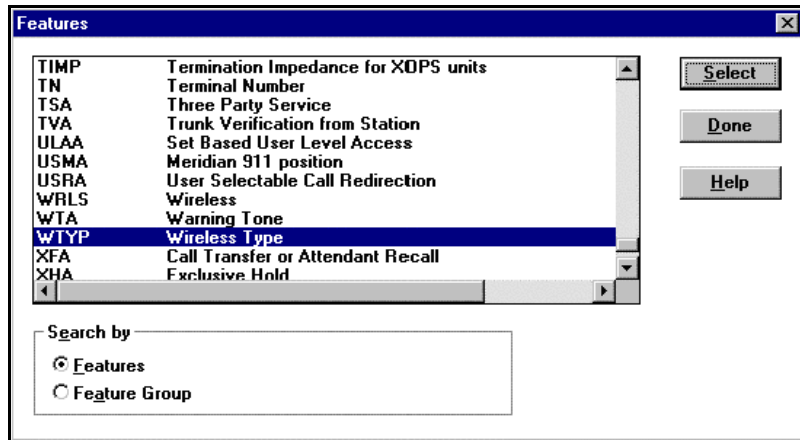 Features
TIMP Termination Impedance for XOPS units
TN Terminal Number
TSA Three Party Service
TVA Trunk Verification from Station
ULAA Set Based User Level Access
USMA Meridian 911 position
USRA User Selectable Call Redirection
WRLS Wireless
WTA Warning Tone
WTYP Wireless Type
XFA Call Transfer or Attendant Recall
XHA Exclusive Hold
Select
Done
Help
Search by
Features
Feature Group